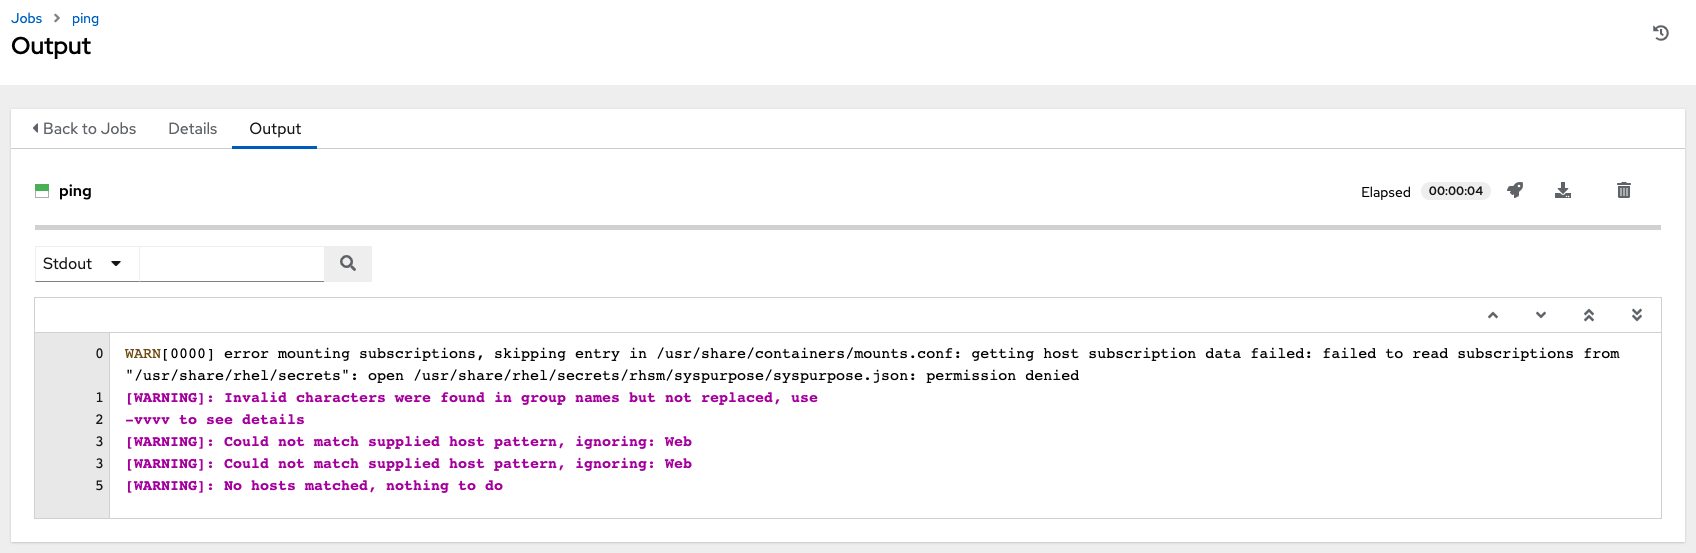 Jobs > ping
Output
Back to Jobs Details Output
ping Elapsed 00:00:04
Stdout
0 WARN[0000] error mounting subscriptions, skipping entry in /usr/share/containers/mounts.conf: getting host subscription data failed: failed to read subscriptions from
"/usr/share/rhel/secrets": open /usr/share/rhel/secrets/rhsm/syspurpose/syspurpose.json: permission denied
1 [WARNING]: Invalid characters were found in group names but not replaced, use
2 -vvvv to see details
3 [WARNING]: Could not match supplied host pattern, ignoring: Web
3 [WARNING]: Could not match supplied host pattern, ignoring: Web
5 [WARNING]: No hosts matched, nothing to do